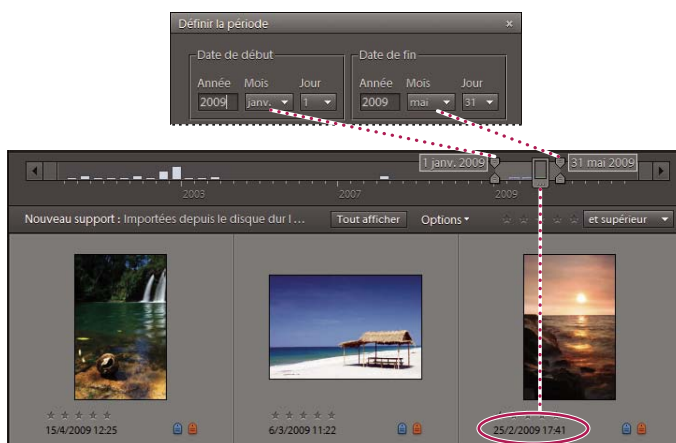 Définir la période ×
Date de début Date de fin
Année Mois Jour Année Mois Jour
2009 janv. 1 2009 mai 31
1 janv. 2009 31 mai 2009
2003 2007 2009
Nouveau support : Importées depuis le disque dur l... Tout afficher Options et supérieur
15/4/2009 12:25 6/3/2009 11:22 25/2/2009 17:41